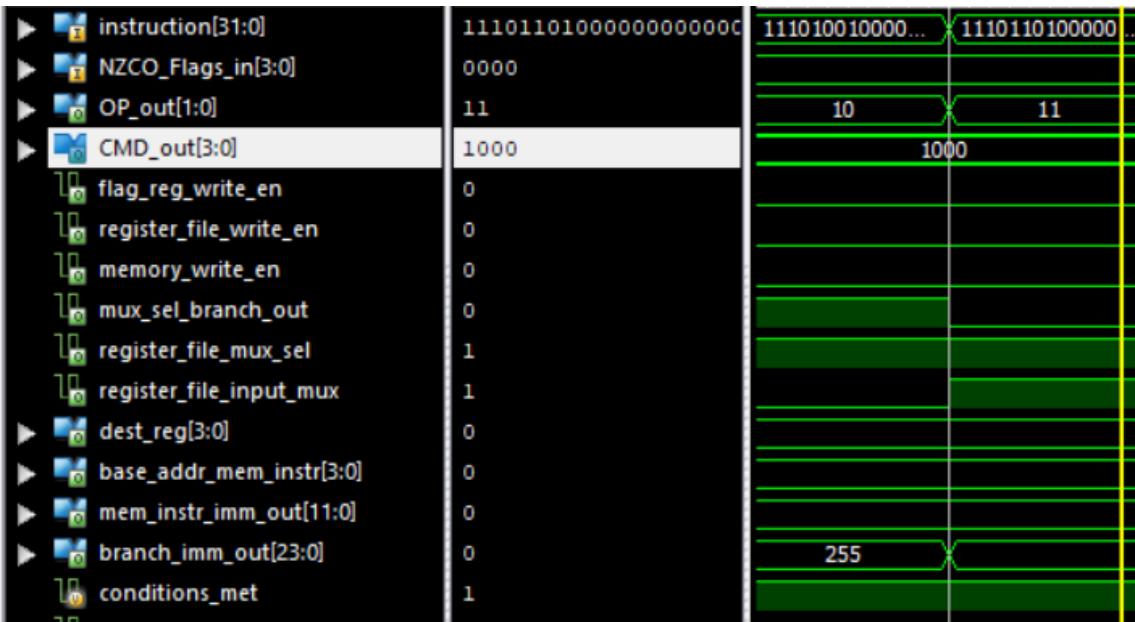 instruction[31:0] 11101101000000000000 111010010000... 1110110100000...
NZCO_Flags_in[3:0] 0000
OP_out[1:0] 11 10 11
CMD_out[3:0] 1000 1000
flag_reg_write_en 0
register_file_write_en 0
memory_write_en 0
mux_sel_branch_out 0
register_file_mux_sel 1
register_file_input_mux 1
dest_reg[3:0] 0
base_addr_mem_instr[3:0] 0
mem_instr_imm_out[11:0] 0
branch_imm_out[23:0] 0 255
conditions_met 1